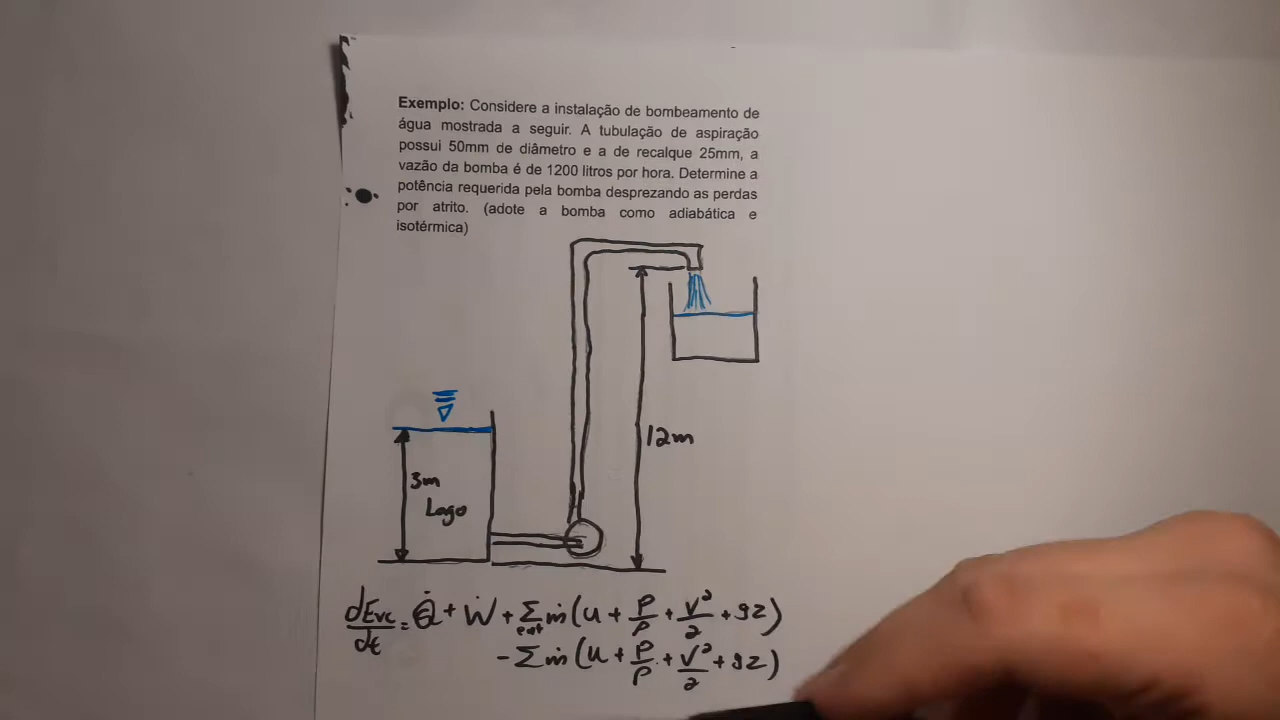 Exemplo: Considere a instalação de bombeamento de
água mostrada a seguir. A tubulação de aspiração
possui 50mm de diâmetro e a de recalque 25mm, a
vazão da bomba é de 1200 litros por hora. Determine a
potência requerida pela bomba desprezando as perdas
por atrito. (adote a bomba como adiabática e
isotérmica)
12m
3m
Lago
dEvc/dt = Q̇ + Ẇ + Σent ṁ(u + P/ρ + V²/2 + gz)
- Σṁ(u + P/ρ + V²/2 + gz)